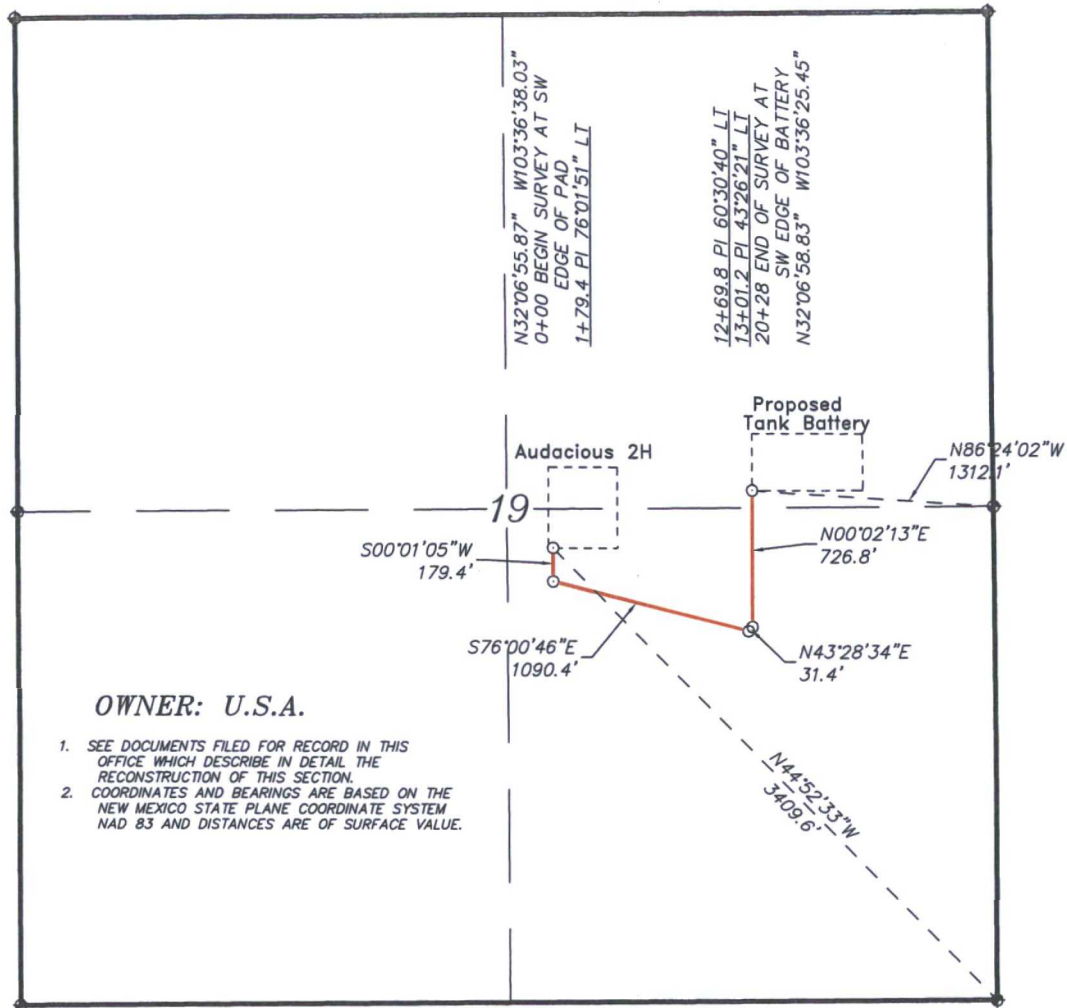 N32°06'55.87" W103°36'38.03"
0+00 BEGIN SURVEY AT SW
EDGE OF PAD
1+79.4 PI 76°01'51" LT
12+69.8 PI 60°30'40" LT
13+01.2 PI 43°26'21" LT
20+28 END OF SURVEY AT
SW EDGE OF BATTERY
N32°06'58.83" W103°36'25.45"
Proposed
Tank Battery
Audacious 2H
N86°24'02"W
1312.1'
19
S00°01'05"W
179.4'
N00°02'13"E
726.8'
S76°00'46"E
1090.4'
N43°28'34"E
31.4'
OWNER: U.S.A.
1. SEE DOCUMENTS FILED FOR RECORD IN THIS
OFFICE WHICH DESCRIBE IN DETAIL THE
RECONSTRUCTION OF THIS SECTION.
2. COORDINATES AND BEARINGS ARE BASED ON THE
NEW MEXICO STATE PLANE COORDINATE SYSTEM
NAD 83 AND DISTANCES ARE OF SURFACE VALUE.
N44°52'33"W
3409.6'